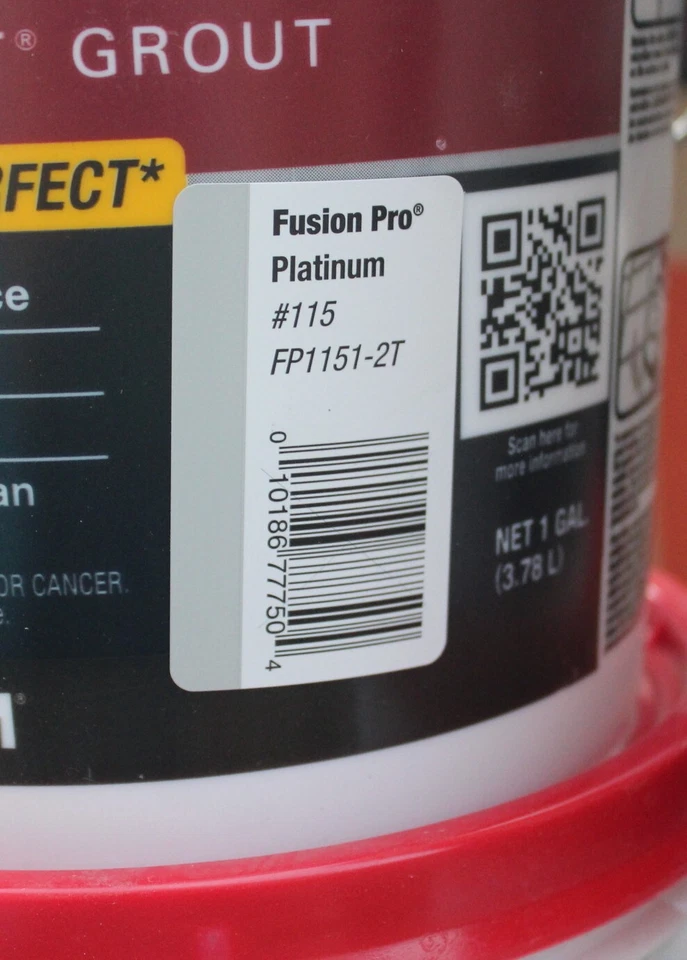 ® GROUT
RFECT*
Fusion Pro®
Platinum
#115
FP1151-2T
0 10186 77750 4
ce
an
OR CANCER.
e.
Scan here for
more information
NET 1 GAL.
(3.78 L)